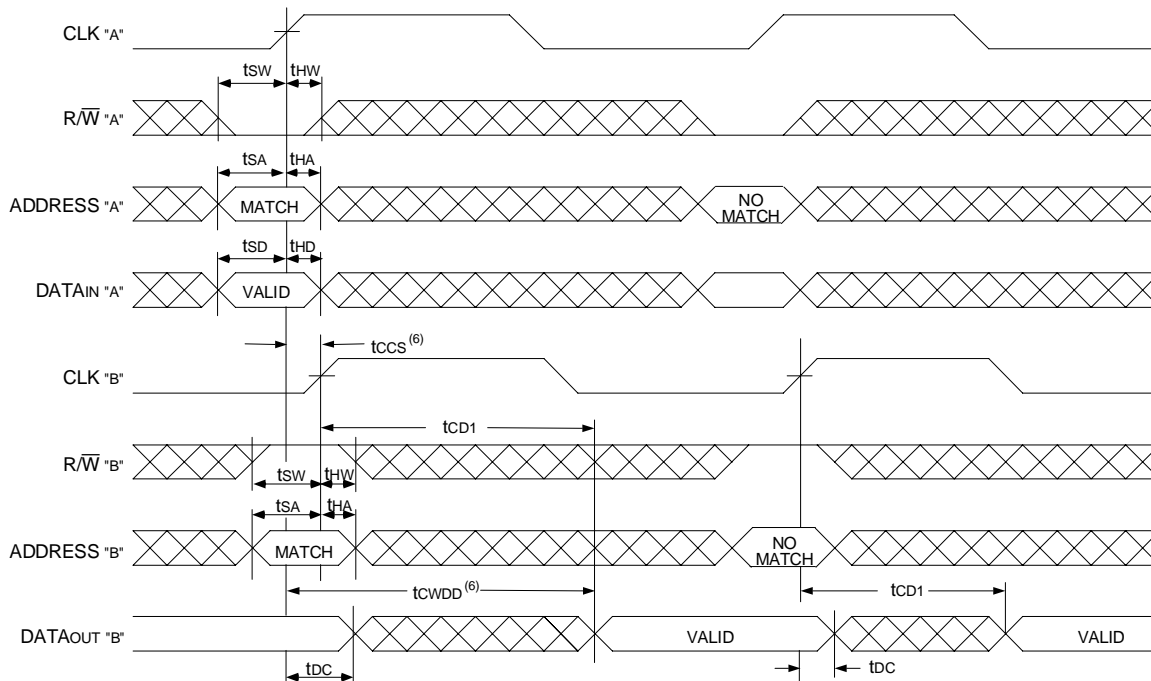 CLK "A"
tSW tHW
R/W̅ "A"
tSA tHA
ADDRESS "A" MATCH NO MATCH
tSD tHD
DATAIN "A" VALID
tCCS (6)
CLK "B"
tCD1
R/W̅ "B"
tSW tHW
tSA tHA
ADDRESS "B" MATCH NO MATCH
tCWDD (6) tCD1
DATAOUT "B" VALID VALID
tDC tDC